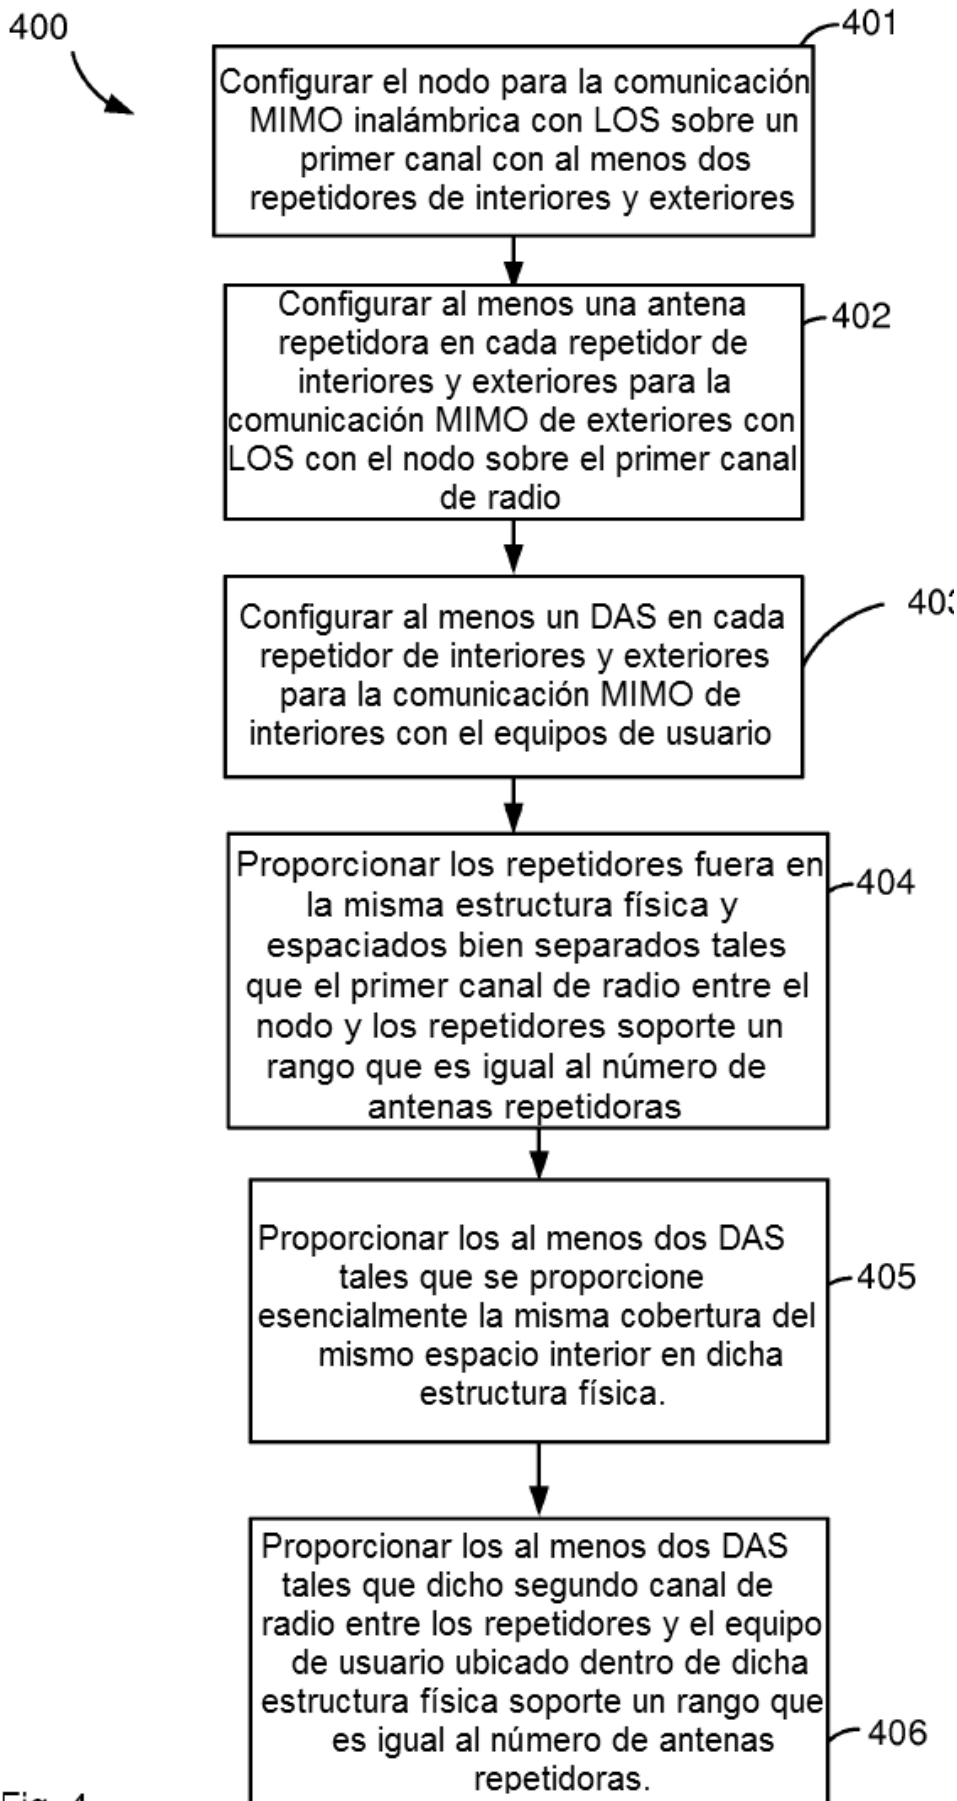 400
401
Configurar el nodo para la comunicación
MIMO inalámbrica con LOS sobre un
primer canal con al menos dos
repetidores de interiores y exteriores
Configurar al menos una antena
repetidora en cada repetidor de
interiores y exteriores para la
comunicación MIMO de exteriores con
LOS con el nodo sobre el primer canal
de radio
402
Configurar al menos un DAS en cada
repetidor de interiores y exteriores
para la comunicación MIMO de
interiores con el equipos de usuario
403
Proporcionar los repetidores fuera en
la misma estructura física y
espaciados bien separados tales
que el primer canal de radio entre el
nodo y los repetidores soporte un
rango que es igual al número de
antenas repetidoras
404
Proporcionar los al menos dos DAS
tales que se proporcione
esencialmente la misma cobertura del
mismo espacio interior en dicha
estructura física.
405
Proporcionar los al menos dos DAS
tales que dicho segundo canal de
radio entre los repetidores y el equipo
de usuario ubicado dentro de dicha
estructura física soporte un rango que
es igual al número de antenas
repetidoras.
406
Fig. 4